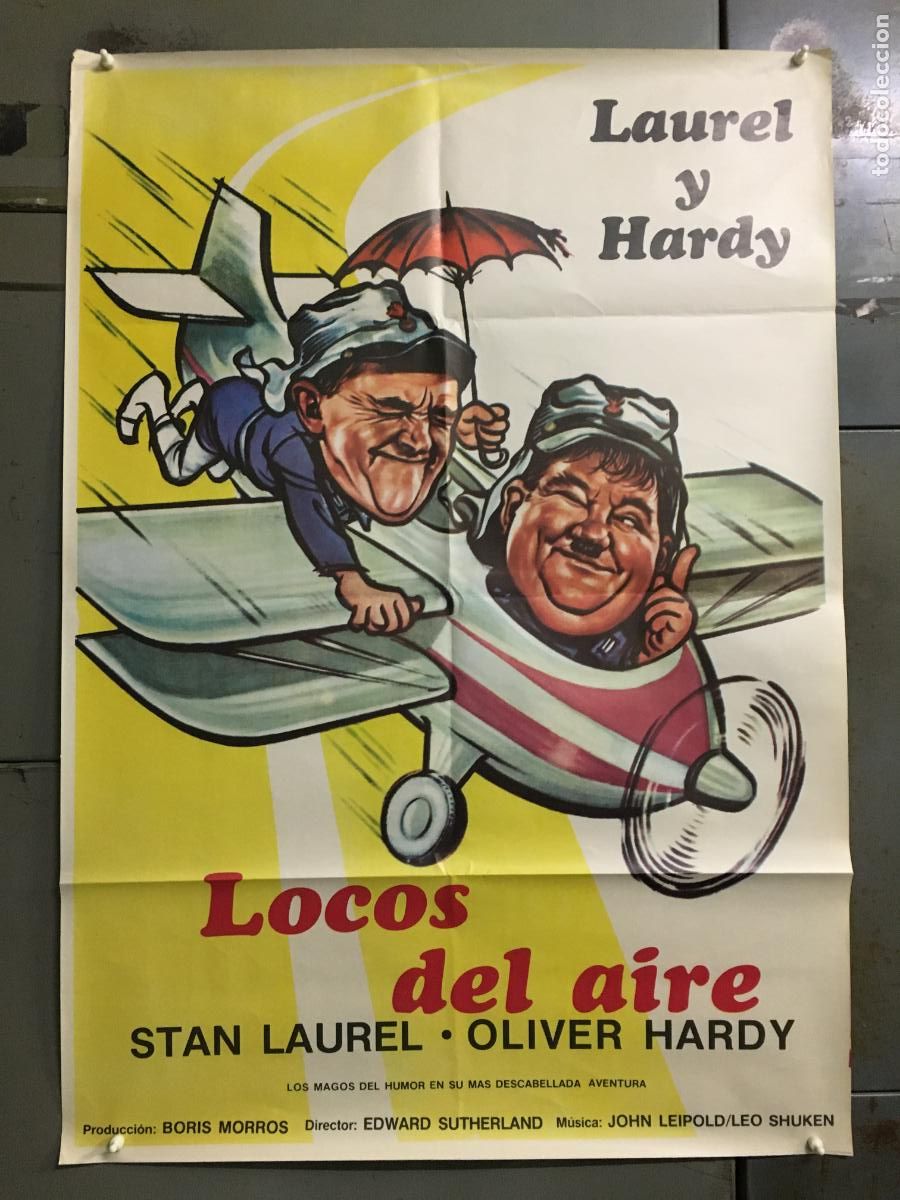 todocoleccion
Laurel
y
Hardy
Locos
del aire
STAN LAUREL • OLIVER HARDY
LOS MAGOS DEL HUMOR EN SU MAS DESCABELLADA AVENTURA
Producción: BORIS MORROS Director: EDWARD SUTHERLAND Música: JOHN LEIPOLD/LEO SHUKEN